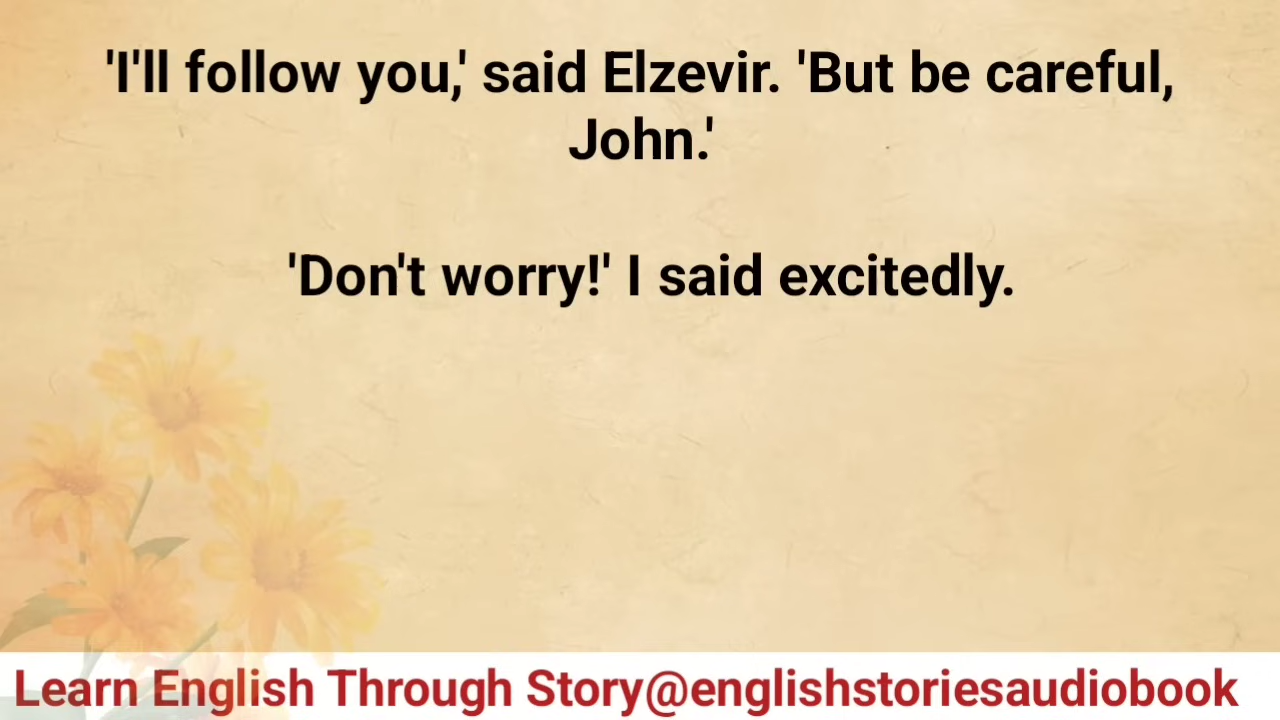 'I'll follow you,' said Elzevir. 'But be careful,
John.'
'Don't worry!' I said excitedly.
Learn English Through Story@englishstoriesaudiobook